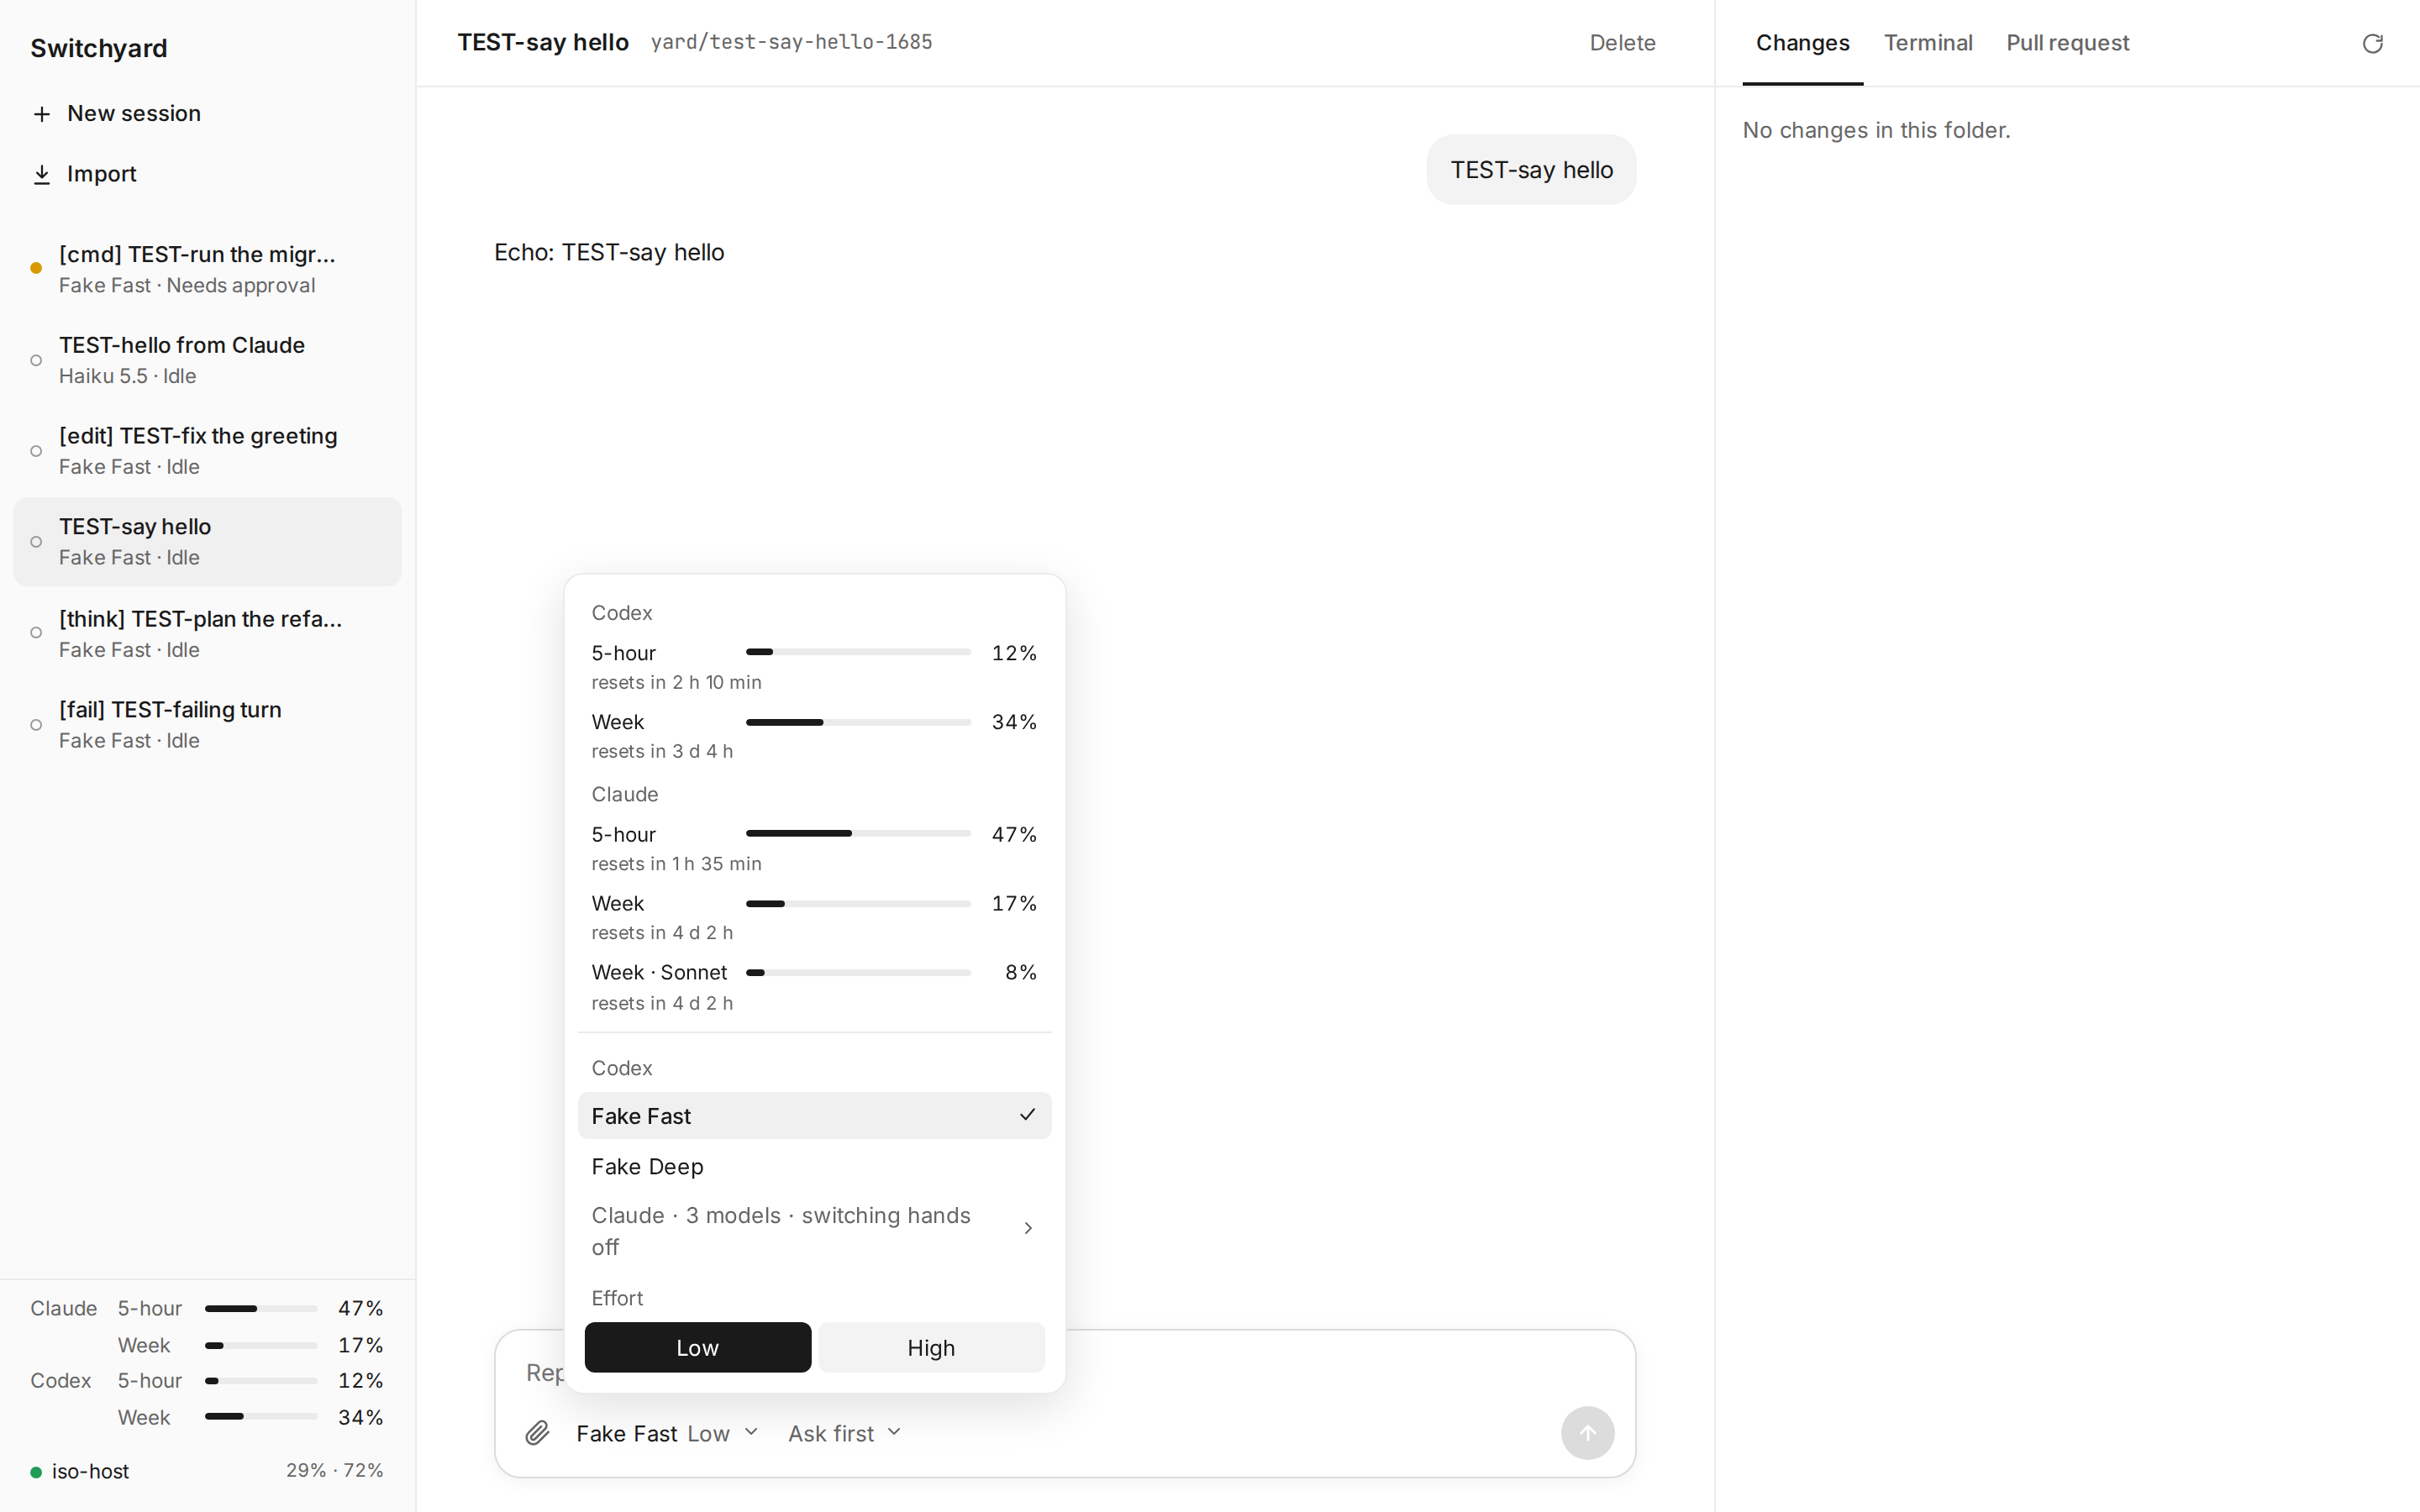 Switchyard
New session
Import
[cmd] TEST-run the migr...
Fake Fast · Needs approval
TEST-hello from Claude
Haiku 5.5 · Idle
[edit] TEST-fix the greeting
Fake Fast · Idle
TEST-say hello
Fake Fast · Idle
[think] TEST-plan the refa...
Fake Fast · Idle
[fail] TEST-failing turn
Fake Fast · Idle
Claude 5-hour 47%
Week 17%
Codex 5-hour 12%
Week 34%
iso-host 29% · 72%
TEST-say hello yard/test-say-hello-1685 Delete
TEST-say hello
Echo: TEST-say hello
Codex
5-hour 12%
resets in 2 h 10 min
Week 34%
resets in 3 d 4 h
Claude
5-hour 47%
resets in 1 h 35 min
Week 17%
resets in 4 d 2 h
Week · Sonnet 8%
resets in 4 d 2 h
Codex
Fake Fast
Fake Deep
Claude · 3 models · switching hands
off
Effort
Low High
Rep
Fake Fast Low Ask first
Changes Terminal Pull request
No changes in this folder.